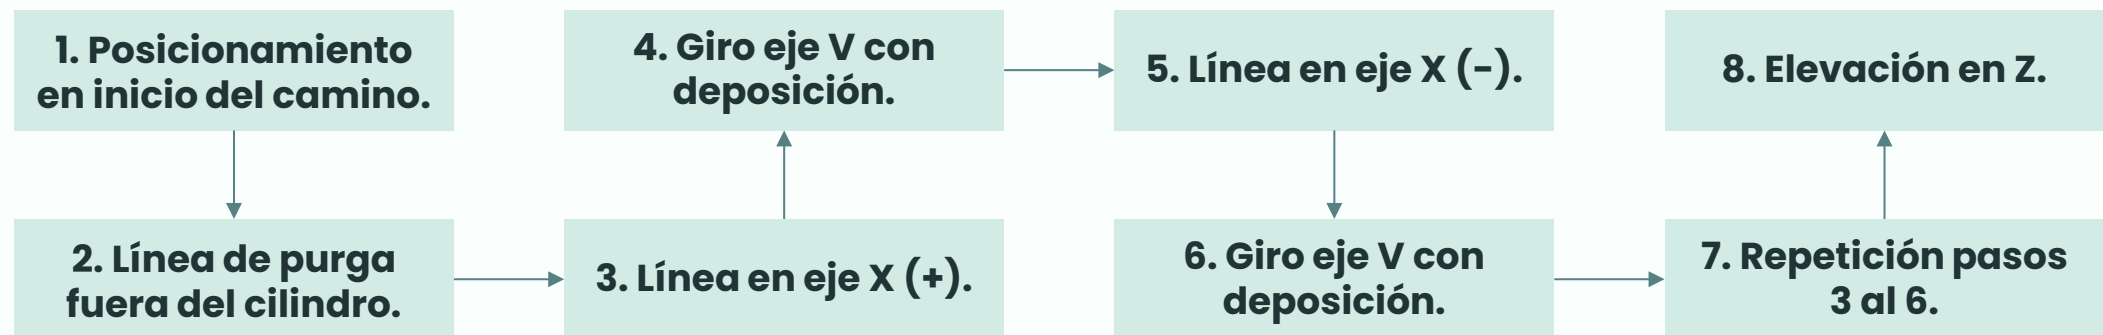 1. Posicionamiento
en inicio del camino.
2. Línea de purga
fuera del cilindro.
3. Línea en eje X (+).
4. Giro eje V con
deposición.
5. Línea en eje X (-).
6. Giro eje V con
deposición.
7. Repetición pasos
3 al 6.
8. Elevación en Z.